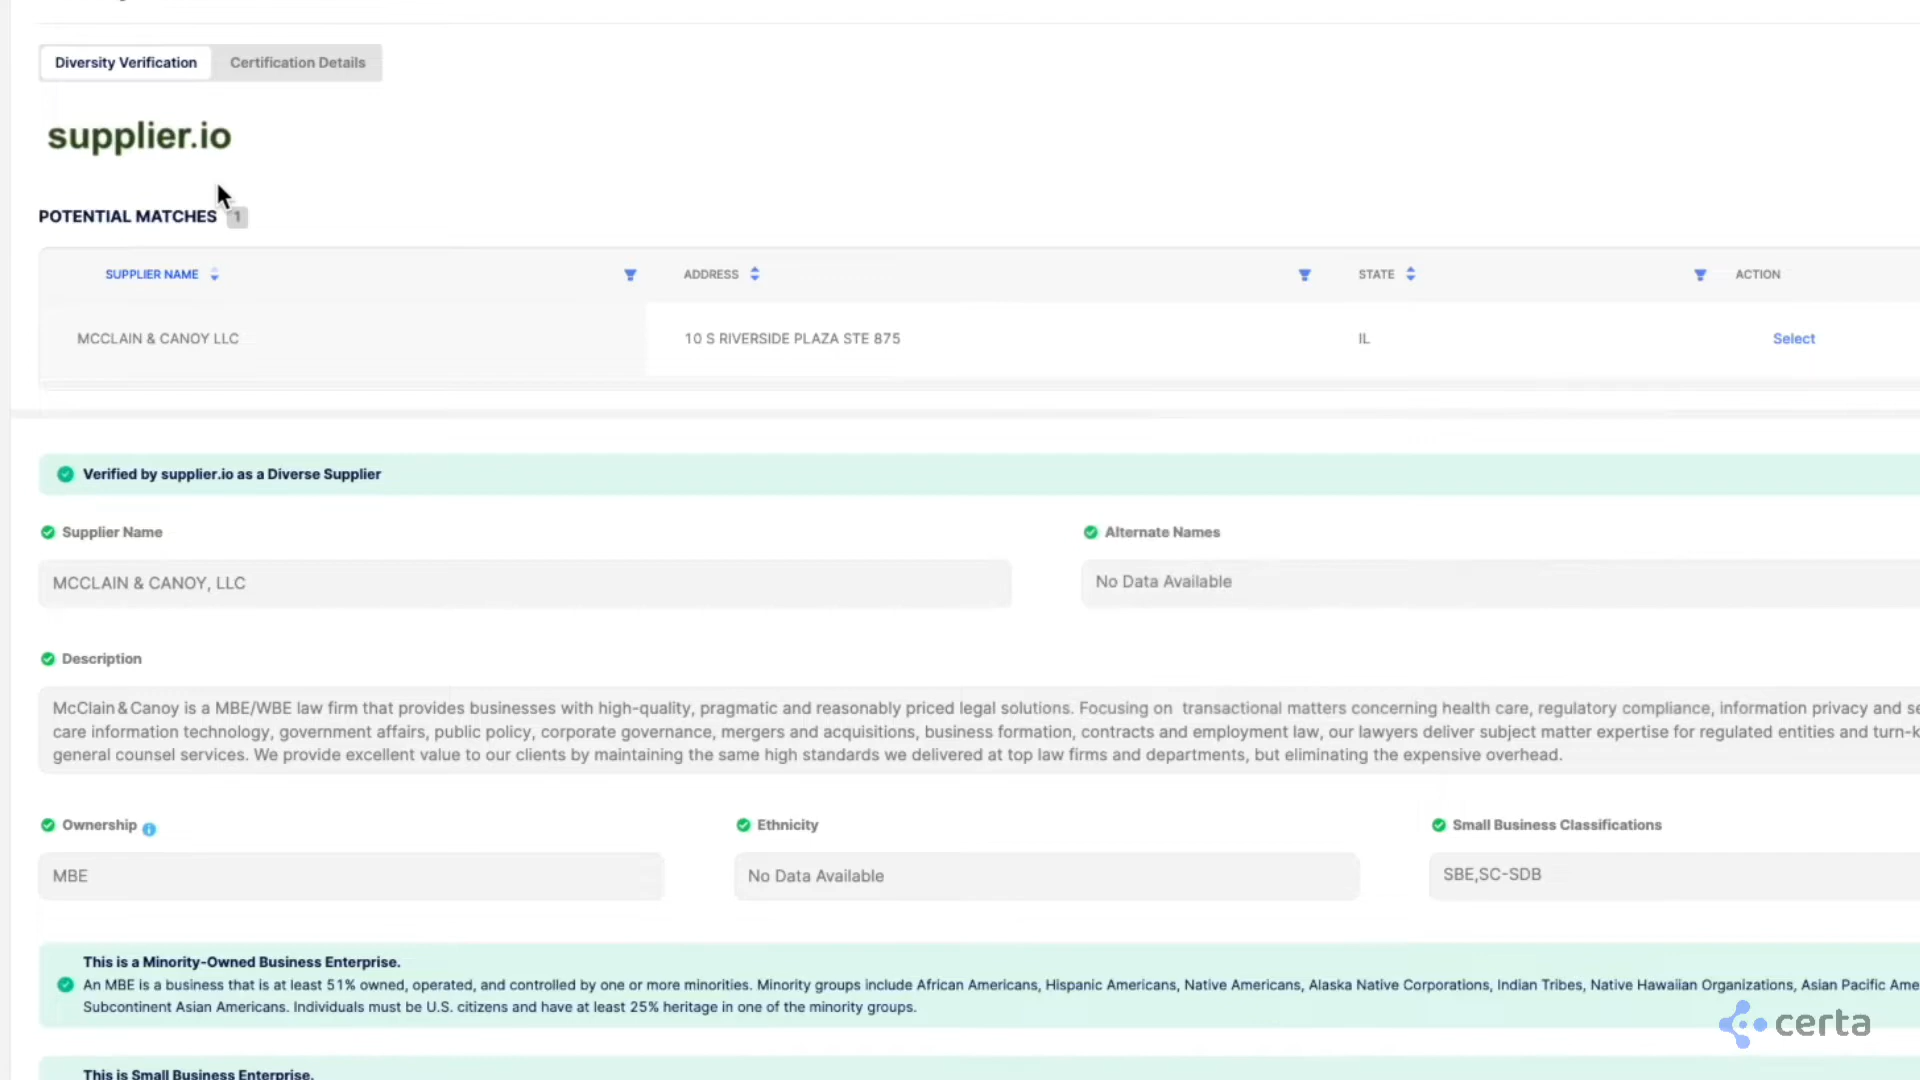 Diversity Verification
Certification Details
supplier.io
POTENTIAL MATCHES 1
SUPPLIER NAME
ADDRESS
STATE
ACTION
MCCLAIN & CANOY LLC
10 S RIVERSIDE PLAZA STE 875
IL
Select
Verified by supplier.io as a Diverse Supplier
Supplier Name
Alternate Names
MCCLAIN & CANOY, LLC
No Data Available
Description
McClain & Canoy is a MBE/WBE law firm that provides businesses with high-quality, pragmatic and reasonably priced legal solutions. Focusing on transactional matters concerning health care, regulatory compliance, information privacy and se
care information technology, government affairs, public policy, corporate governance, mergers and acquisitions, business formation, contracts and employment law, our lawyers deliver subject matter expertise for regulated entities and turn-k
general counsel services. We provide excellent value to our clients by maintaining the same high standards we delivered at top law firms and departments, but eliminating the expensive overhead.
Ownership
Ethnicity
Small Business Classifications
MBE
No Data Available
SBE,SC-SDB
This is a Minority-Owned Business Enterprise.
An MBE is a business that is at least 51% owned, operated, and controlled by one or more minorities. Minority groups include African Americans, Hispanic Americans, Native Americans, Alaska Native Corporations, Indian Tribes, Native Hawaiian Organizations, Asian Pacific Ame
Subcontinent Asian Americans. Individuals must be U.S. citizens and have at least 25% heritage in one of the minority groups.
certa
This is Small Business Enterprise.